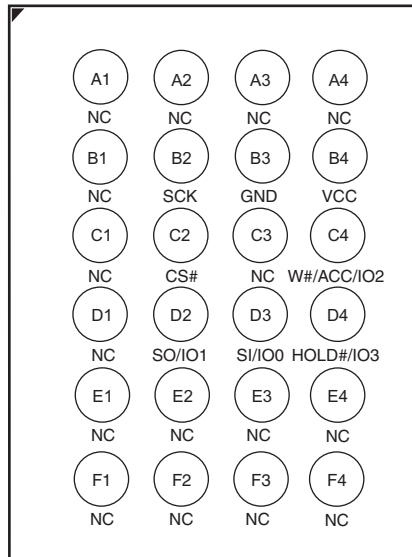 A1 A2 A3 A4
NC NC NC NC
B1 B2 B3 B4
NC SCK GND VCC
C1 C2 C3 C4
NC CS# NC W#/ACC/IO2
D1 D2 D3 D4
NC SO/IO1 SI/IO0 HOLD#/IO3
E1 E2 E3 E4
NC NC NC NC
F1 F2 F3 F4
NC NC NC NC